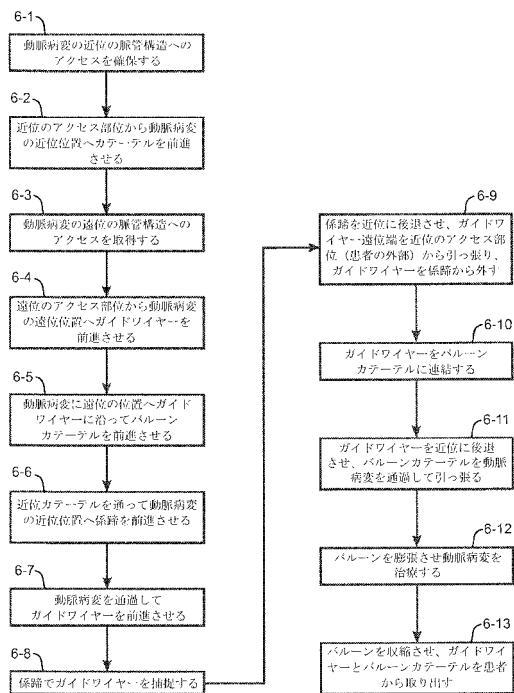 6-1
動脈病変の近位の脈管構造への
アクセスを確保する
6-2
近位のアクセス部位から動脈病変
の近位位置へカテーテルを前進
させる
6-3
動脈病変の遠位の脈管構造への
アクセスを取得する
6-4
遠位のアクセス部位から動脈病変
の遠位位置へガイドワイヤーを
前進させる
6-5
動脈病変に遠位の位置へガイド
ワイヤーに沿ってバルーン
カテーテルを前進させる
6-6
近位カテーテルを通って動脈病変
の近位位置へ係蹄を前進させる
6-7
動脈病変を通過して
ガイドワイヤーを前進させる
6-8
係蹄でガイドワイヤーを捕捉する
6-9
係蹄を近位に後退させ、ガイドワ
イヤー遠位端を近位のアクセス部
位（患者の外部）から引っ張り、
ガイドワイヤーを係蹄から外す
6-10
ガイドワイヤーをバルーン
カテーテルに連結する
6-11
ガイドワイヤーを近位に後退
させ、バルーンカテーテルを動脈
病変を通過して引っ張る
6-12
バルーンを膨張させ動脈病変を
治療する
6-13
バルーンを収縮させ、ガイドワイ
ヤーとバルーンカテーテルを患者
から取り出す